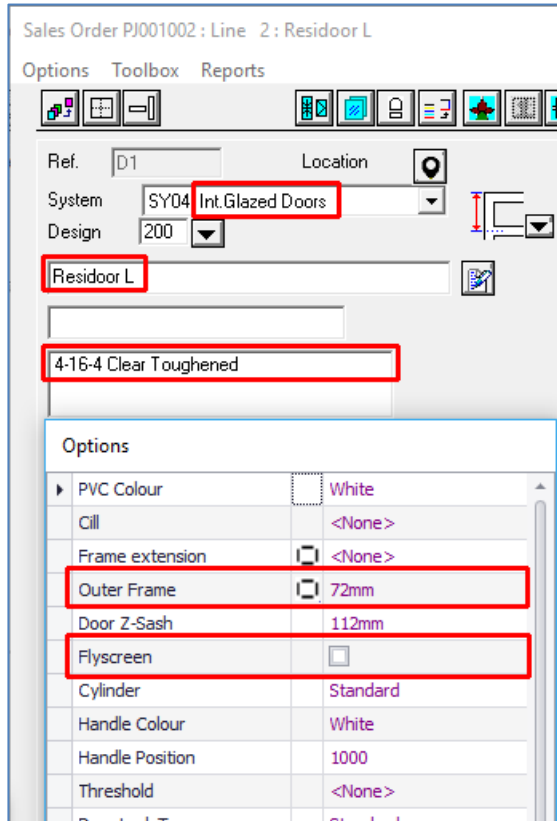 Sales Order PJ001002 : Line 2 : Residoor L
Options Toolbox Reports
Ref. D1 Location
System SY04 Int.Glazed Doors
Design 200
Residoor L
4-16-4 Clear Toughened
Options
PVC Colour White
Cill <None>
Frame extension <None>
Outer Frame 72mm
Door Z-Sash 112mm
Flyscreen
Cylinder Standard
Handle Colour White
Handle Position 1000
Threshold <None>